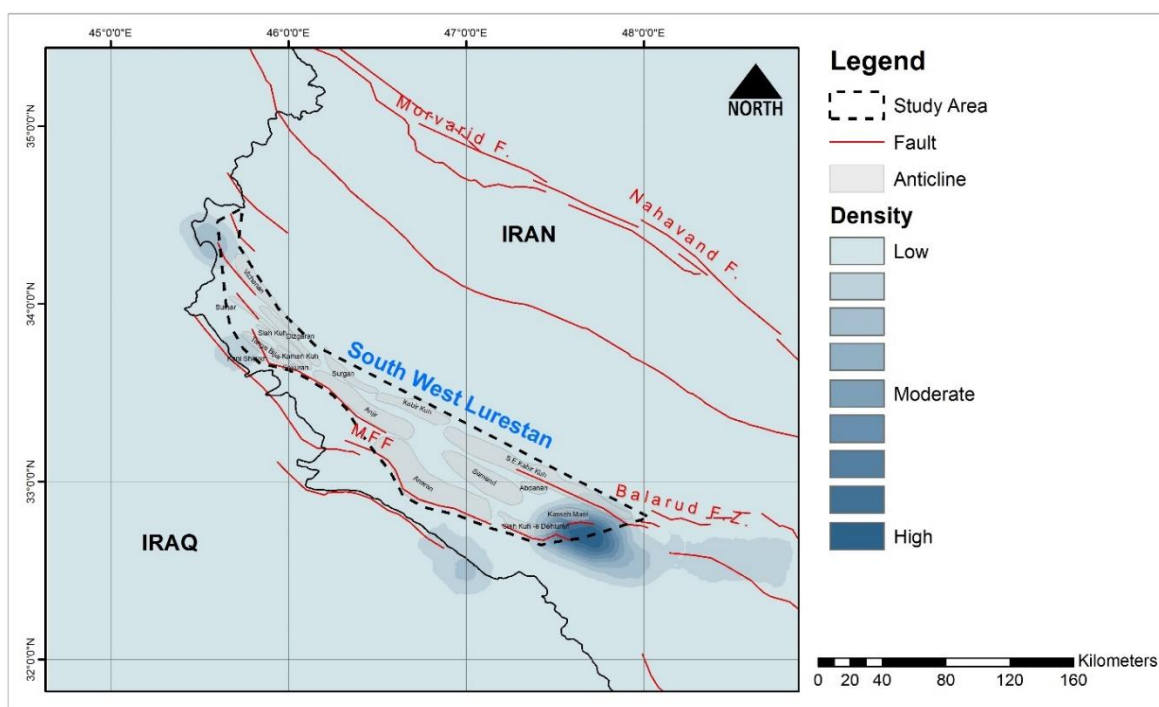 45°0'0"E 46°0'0"E 47°0'0"E 48°0'0"E
35°0'0"N
34°0'0"N
33°0'0"N
32°0'0"N
NORTH
Morvarid F.
Nahavand F.
IRAN
Vizhenan
Sumar
Siah Kuh
Dizgaran
Kaman Kuh
Surgan
Kabir Kuh
Anjir
South West Lurestan
MFF
S.E.Kabir Kuh
Samand
Anaran
Balarud F.Z.
Siah Kuh -e Dehluran
IRAQ
Legend
Study Area
Fault
Anticline
Density
Low
Moderate
High
Kilometers
0 20 40 80 120 160